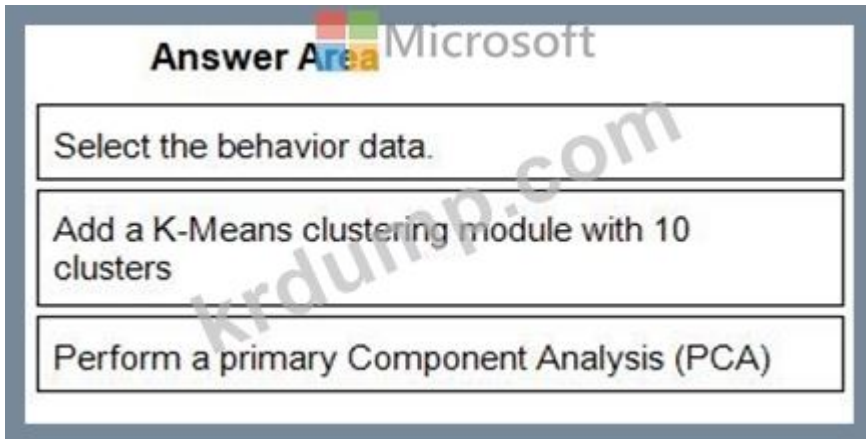 Answer Area Microsoft
Select the behavior data.
Add a K-Means clustering module with 10
clusters
Perform a primary Component Analysis (PCA)
krdump.com